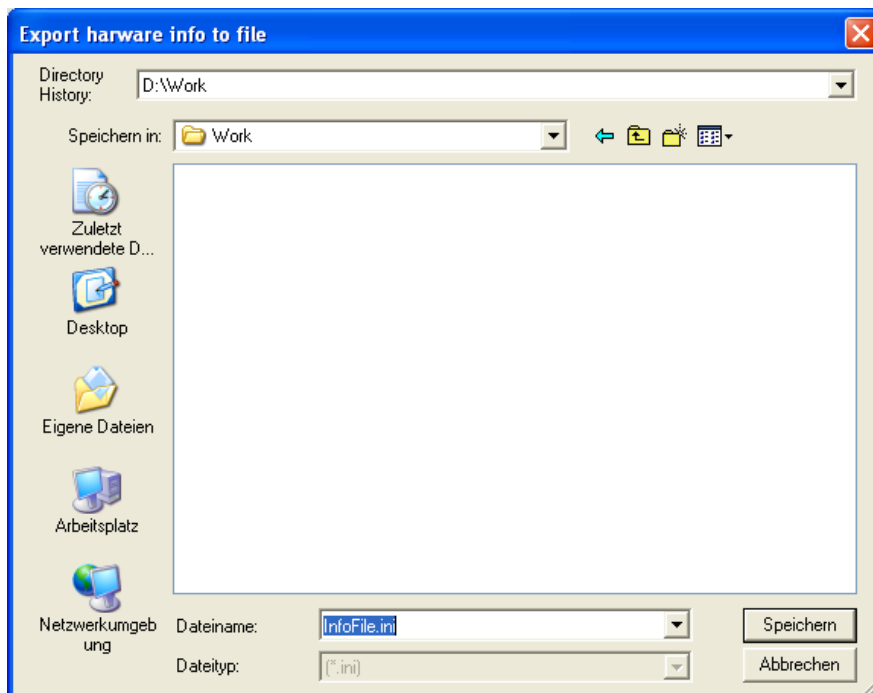 Export harware info to file
Directory
History:
D:\Work
Speichern in:
Work
Zuletzt
verwendete D...
Desktop
Eigene Dateien
Arbeitsplatz
Netzwerkumgeb
ung
Dateiname:
InfoFile.ini
Speichern
Dateityp:
(*.ini)
Abbrechen